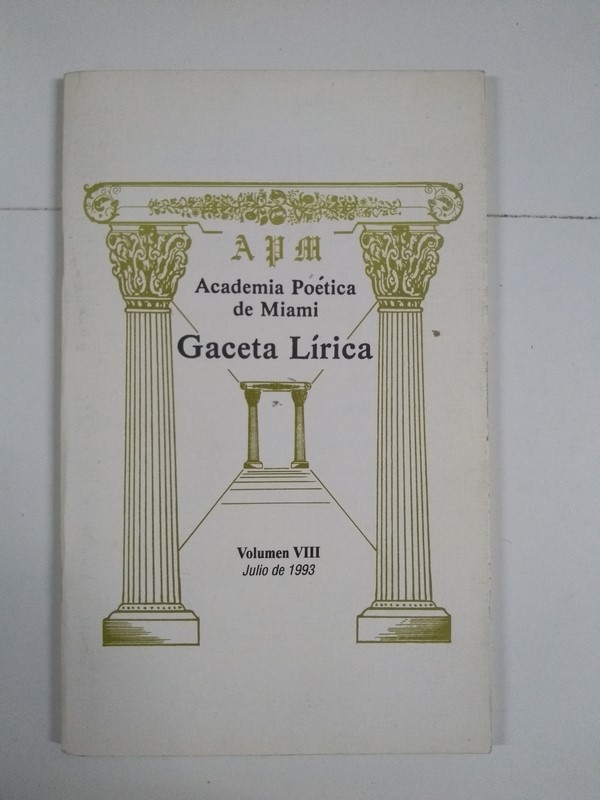 APM
Academia Poética
de Miami
Gaceta Lírica
Volumen VIII
Julio de 1993